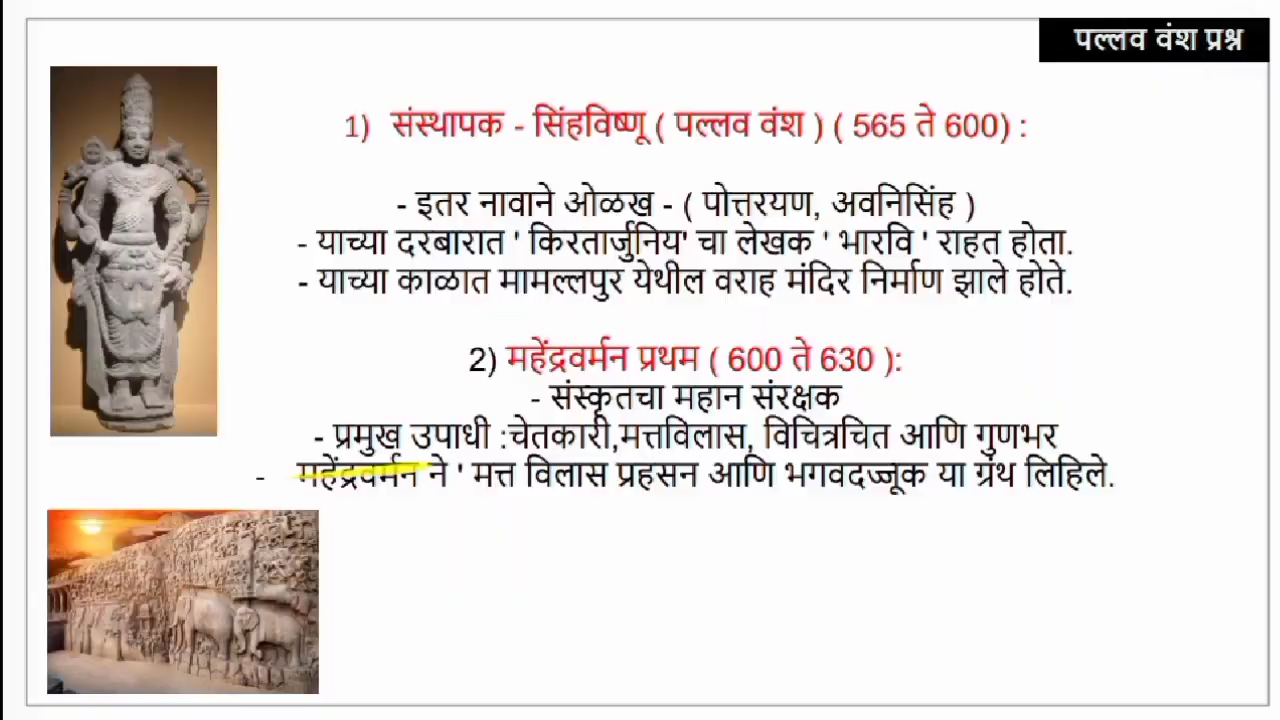 पल्लव वंश प्रश्न
1) संस्थापक - सिंहविष्णू ( पल्लव वंश ) ( 565 ते 600) :
- इतर नावाने ओळख - ( पोत्तरयण, अवनिसिंह )
- याच्या दरबारात ' किरतार्जुनिय' चा लेखक ' भारवि ' राहत होता.
- याच्या काळात मामल्लपुर येथील वराह मंदिर निर्माण झाले होते.
2) महेंद्रवर्मन प्रथम ( 600 ते 630 ):
- संस्कृतचा महान संरक्षक
- प्रमुख उपाधी :चेतकारी,मत्तविलास, विचित्रचित आणि गुणभर
- महेंद्रवर्मन ने ' मत्त विलास प्रहसन आणि भगवदज्जूक या ग्रंथ लिहिले.